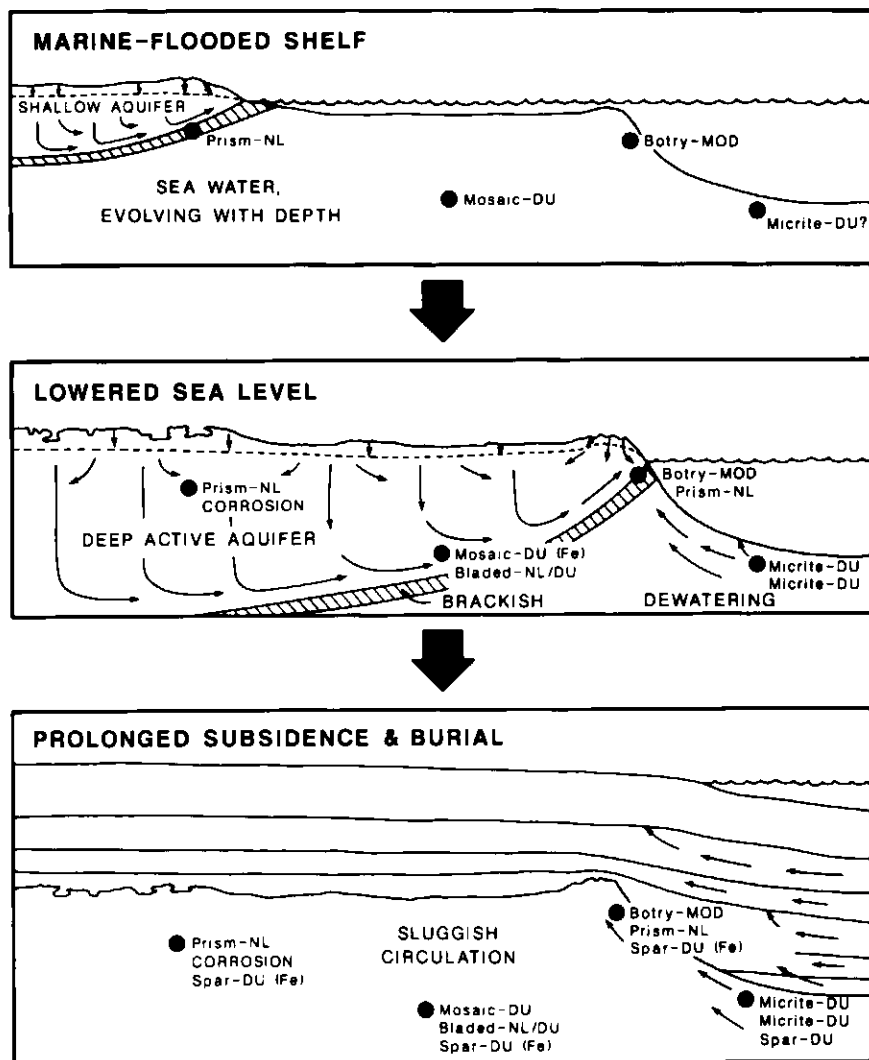 MARINE-FLOODED SHELF
SHALLOW AQUIFER
Prism-NL
Botry-MOD
SEA WATER,
EVOLVING WITH DEPTH
Mosaic-DU
Micrite-DU?
LOWERED SEA LEVEL
Prism-NL
CORROSION
Botry-MOD
Prism-NL
DEEP ACTIVE AQUIFER
Mosaic-DU (Fe)
Bladed-NL/DU
Micrite-DU
Micrite-DU
BRACKISH
DEWATERING
PROLONGED SUBSIDENCE & BURIAL
Botry-MOD
Prism-NL
Spar-DU (Fe)
Prism-NL
CORROSION
Spar-DU (Fe)
SLUGGISH
CIRCULATION
Mosaic-DU
Bladed-NL/DU
Spar-DU (Fe)
Micrite-DU
Micrite-DU
Spar-DU